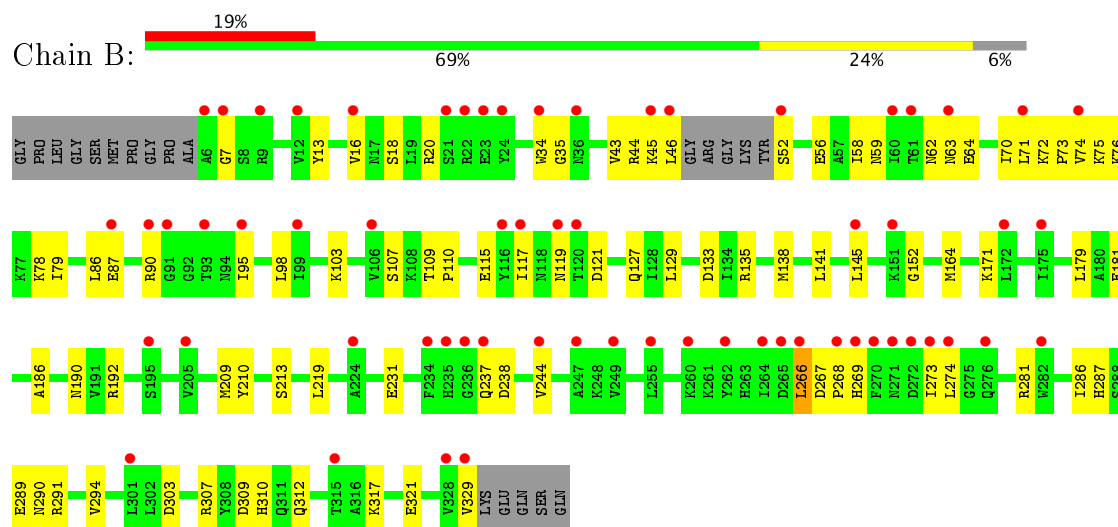 19%
Chain B:
69% 24% 6%
GLY PRO LEU GLY SER MET PRO GLY PRO ALA A6 G7 S8 R9 V12 Y13 V16 N17 S18 L19 R20 S21 R22 E23 Y24 W34 G35 N36 V43 R44 K45 L46 GLY ARG GLY LYS TYR S52 E56 A57 I58 N59 I60 T61 N62 N63 E64 I70 L71 K72 P73 V74 K75 K76
K77 K78 I79 L86 E87 R90 G91 G92 T93 N94 I95 L98 I99 K103 V106 S107 K108 T109 P110 E115 Y116 I117 N118 N119 T120 D121 Q127 I128 L129 D133 I134 R135 M138 L141 L145 K151 G152 M164 K171 L172 I175 L179 A180 F181
A186 N190 V191 R192 S195 V205 M209 Y210 S213 L219 A224 E231 F234 H235 G236 Q237 D238 V244 A247 K248 V249 L255 K260 K261 Y262 H263 I264 D265 L266 D267 P268 H269 F270 N271 D272 I273 L274 G275 Q276 R281 W282 I286 H287 S288
E289 N290 R291 V294 L301 L302 D303 R307 Y308 D309 H310 Q311 Q312 T315 A316 K317 E321 V328 V329 LYS GLU GLN SER GLN